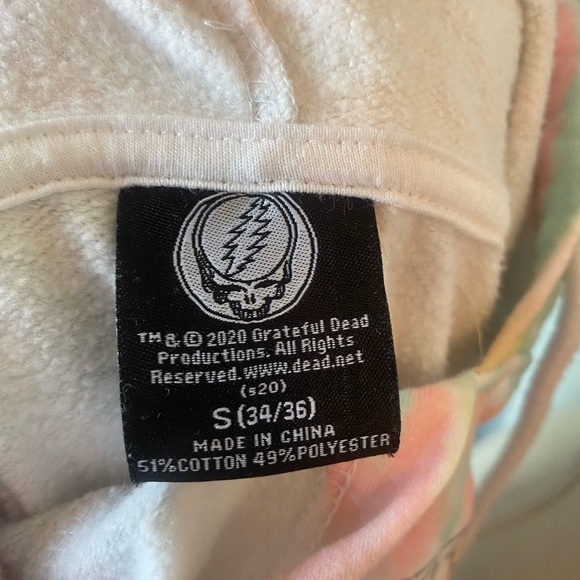 TM & © 2020 Grateful Dead
Productions. All Rights
Reserved. www.dead.net
(s20)
S (34/36)
MADE IN CHINA
51%COTTON 49%POLYESTER